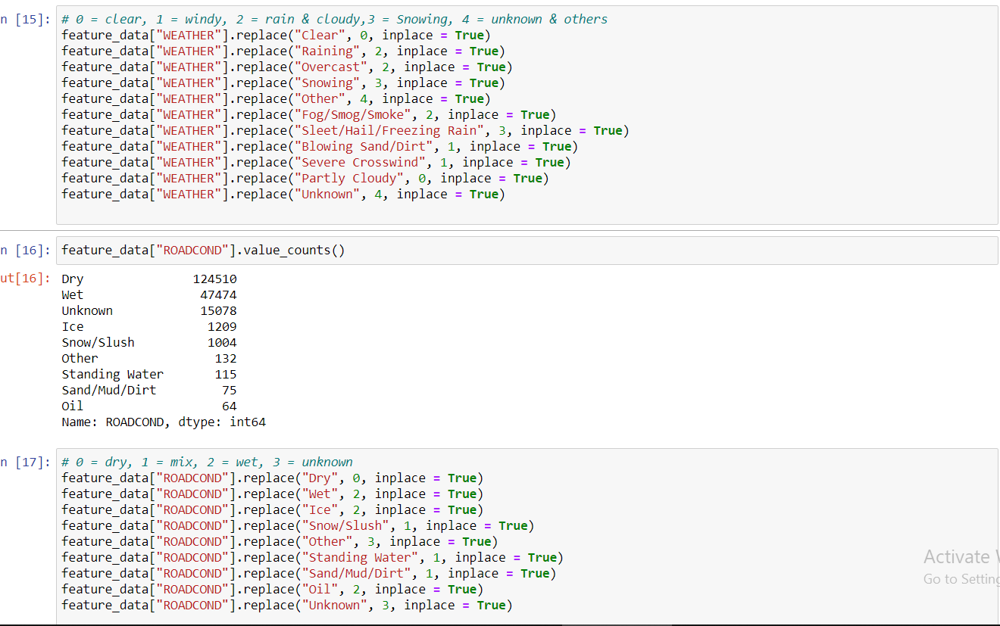 n [15]: # 0 = clear, 1 = windy, 2 = rain & cloudy,3 = Snowing, 4 = unknown & others
feature_data["WEATHER"].replace("Clear", 0, inplace = True)
feature_data["WEATHER"].replace("Raining", 2, inplace = True)
feature_data["WEATHER"].replace("Overcast", 2, inplace = True)
feature_data["WEATHER"].replace("Snowing", 3, inplace = True)
feature_data["WEATHER"].replace("Other", 4, inplace = True)
feature_data["WEATHER"].replace("Fog/Smog/Smoke", 2, inplace = True)
feature_data["WEATHER"].replace("Sleet/Hail/Freezing Rain", 3, inplace = True)
feature_data["WEATHER"].replace("Blowing Sand/Dirt", 1, inplace = True)
feature_data["WEATHER"].replace("Severe Crosswind", 1, inplace = True)
feature_data["WEATHER"].replace("Partly Cloudy", 0, inplace = True)
feature_data["WEATHER"].replace("Unknown", 4, inplace = True)
n [16]: feature_data["ROADCOND"].value_counts()
ut[16]: Dry 124510
Wet 47474
Unknown 15078
Ice 1209
Snow/Slush 1004
Other 132
Standing Water 115
Sand/Mud/Dirt 75
Oil 64
Name: ROADCOND, dtype: int64
n [17]: # 0 = dry, 1 = mix, 2 = wet, 3 = unknown
feature_data["ROADCOND"].replace("Dry", 0, inplace = True)
feature_data["ROADCOND"].replace("Wet", 2, inplace = True)
feature_data["ROADCOND"].replace("Ice", 2, inplace = True)
feature_data["ROADCOND"].replace("Snow/Slush", 1, inplace = True)
feature_data["ROADCOND"].replace("Other", 3, inplace = True)
feature_data["ROADCOND"].replace("Standing Water", 1, inplace = True)
feature_data["ROADCOND"].replace("Sand/Mud/Dirt", 1, inplace = True)
feature_data["ROADCOND"].replace("Oil", 2, inplace = True)
feature_data["ROADCOND"].replace("Unknown", 3, inplace = True)
Activate
Go to Setting